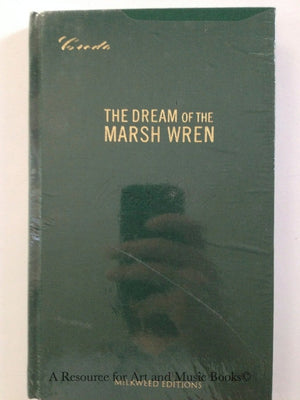 Credo
THE DREAM OF THE
MARSH WREN
A Resource for Art and Music Books©
MILKWEED EDITIONS